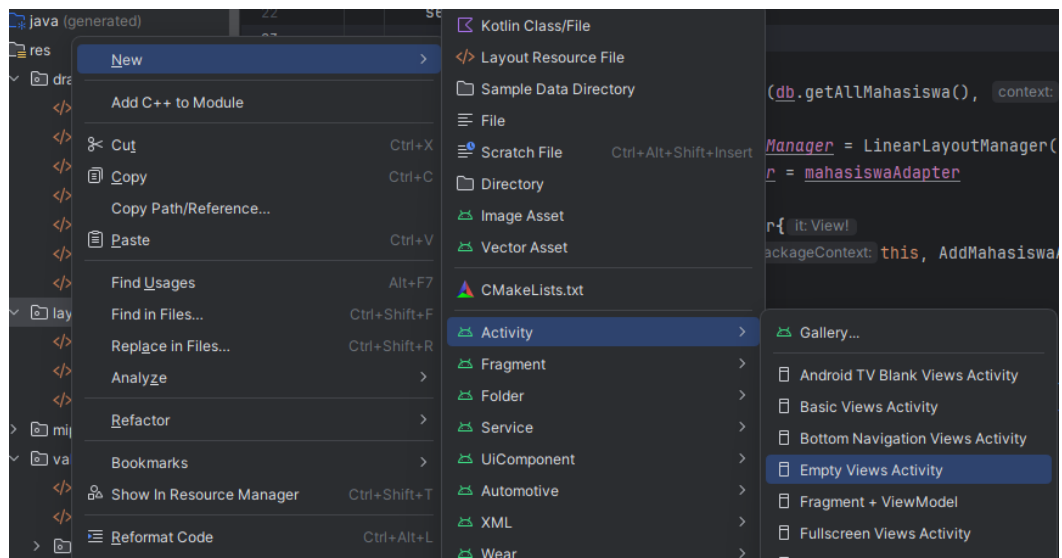 java (generated)
res
dra
lay
mip
va
22
23
New
Add C++ to Module
Cut Ctrl+X
Copy Ctrl+C
Copy Path/Reference...
Paste Ctrl+V
Find Usages Alt+F7
Find in Files... Ctrl+Shift+F
Replace in Files... Ctrl+Shift+R
Analyze
Refactor
Bookmarks
Show In Resource Manager Ctrl+Shift+T
Reformat Code Ctrl+Alt+L
Kotlin Class/File
Layout Resource File
Sample Data Directory
File
Scratch File Ctrl+Alt+Shift+Insert
Directory
Image Asset
Vector Asset
CMakeLists.txt
Activity
Fragment
Folder
Service
UiComponent
Automotive
XML
Wear
(db.getAllMahasiswa(), context:
Manager = LinearLayoutManager(
r = mahasiswaAdapter
r{ it: View!
ackageContext: this, AddMahasiswaA
Gallery...
Android TV Blank Views Activity
Basic Views Activity
Bottom Navigation Views Activity
Empty Views Activity
Fragment + ViewModel
Fullscreen Views Activity